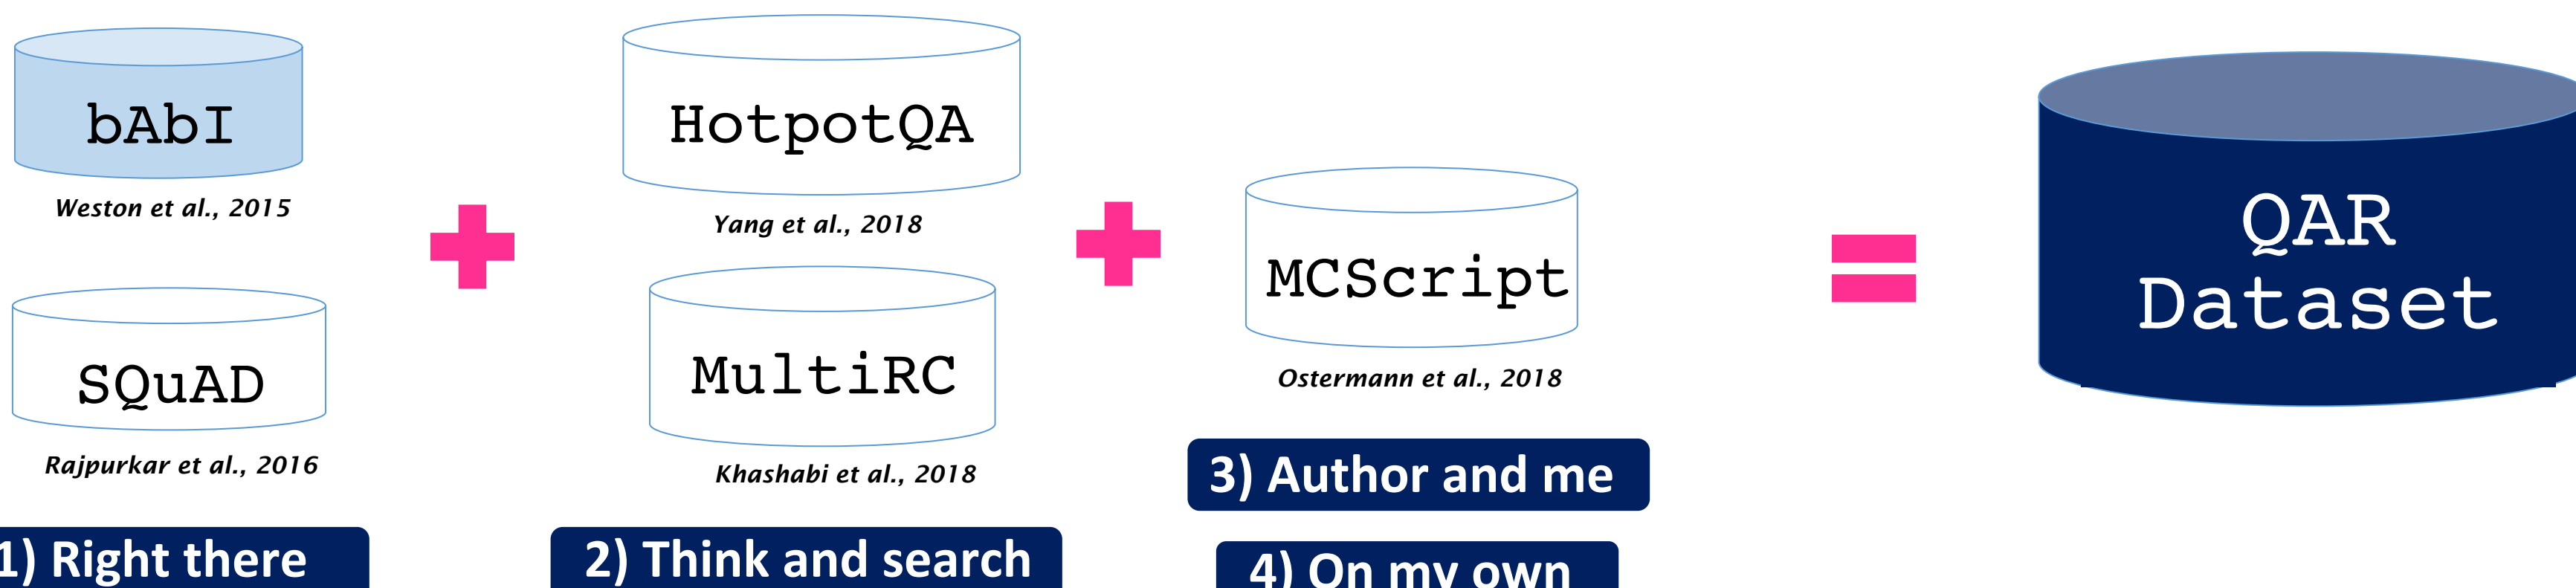 bAbI
Weston et al., 2015
SQuAD
Rajpurkar et al., 2016
1) Right there
HotpotQA
Yang et al., 2018
MultiRC
Khashabi et al., 2018
2) Think and search
MCScript
Ostermann et al., 2018
3) Author and me
4) On my own
QAR
Dataset